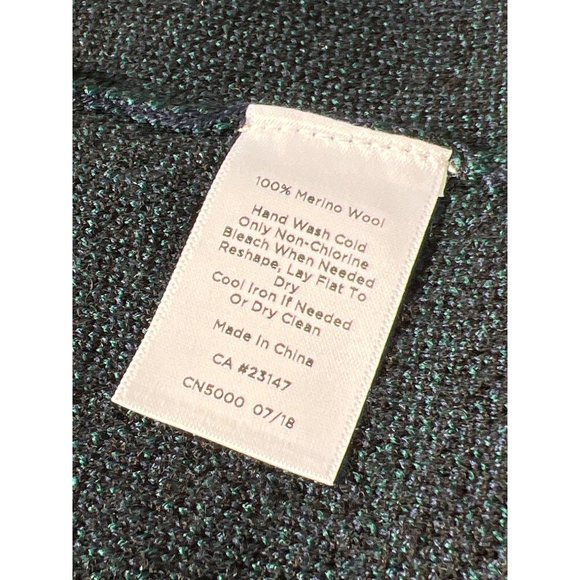 100% Merino Wool
Hand Wash Cold
Only Non-Chlorine
Bleach When Needed
Reshape, Lay Flat To
Dry
Cool Iron If Needed
Or Dry Clean
Made In China
CA #23147
CN5000 07/18